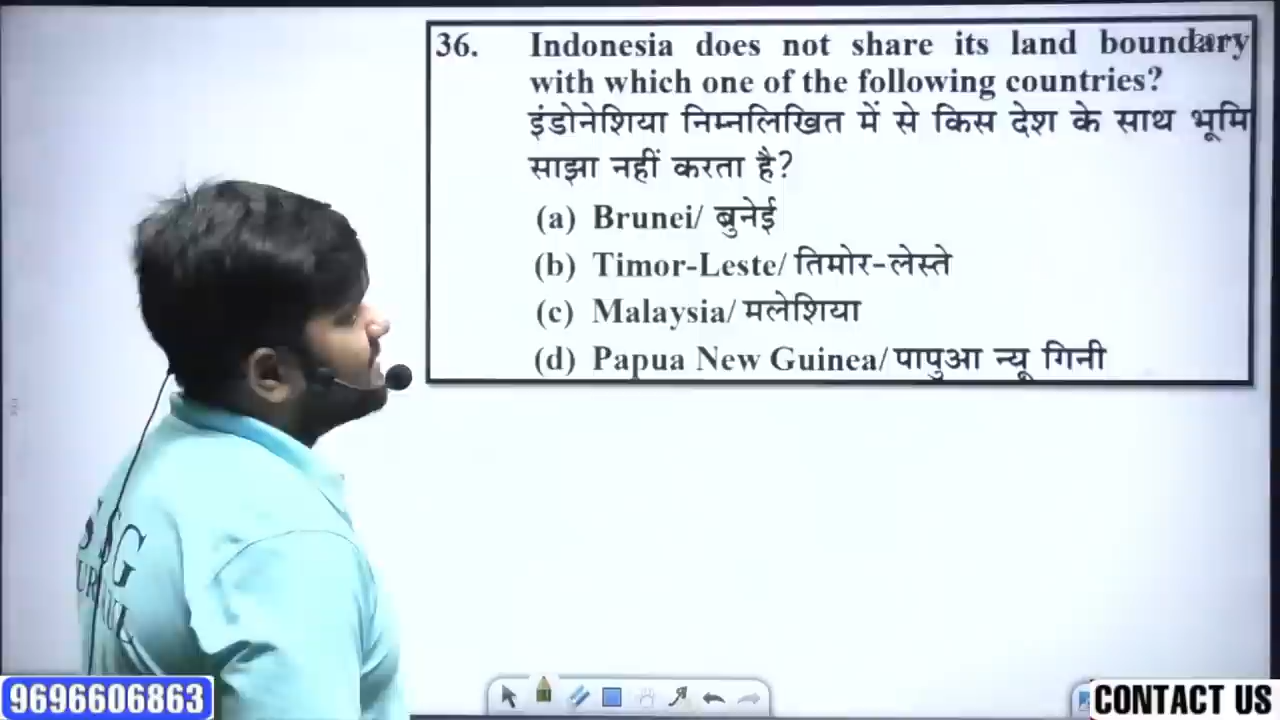 36. Indonesia does not share its land boundary
with which one of the following countries?
इंडोनेशिया निम्नलिखित में से किस देश के साथ भूमि
साझा नहीं करता है?
(a) Brunei/ ब्रुनेई
(b) Timor-Leste/ तिमोर-लेस्ते
(c) Malaysia/ मलेशिया
(d) Papua New Guinea/ पापुआ न्यू गिनी
9696606863
CONTACT US